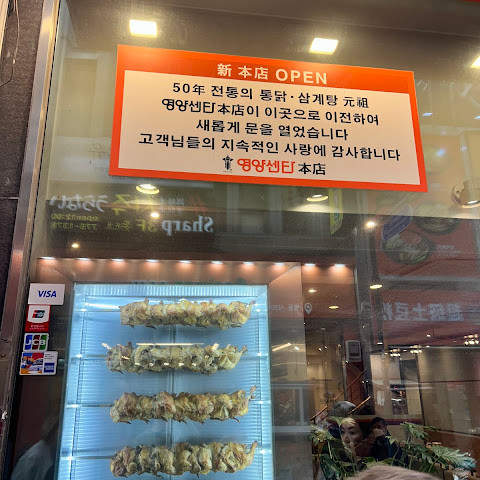 新 本店 OPEN
50年 전통의 통닭·삼계탕 元祖
영양센타本店이 이곳으로 이전하여
새롭게 문을 열었습니다
고객님들의 지속적인 사랑에 감사합니다
영양센타 本店
Sharp 3F
VISA
JCB